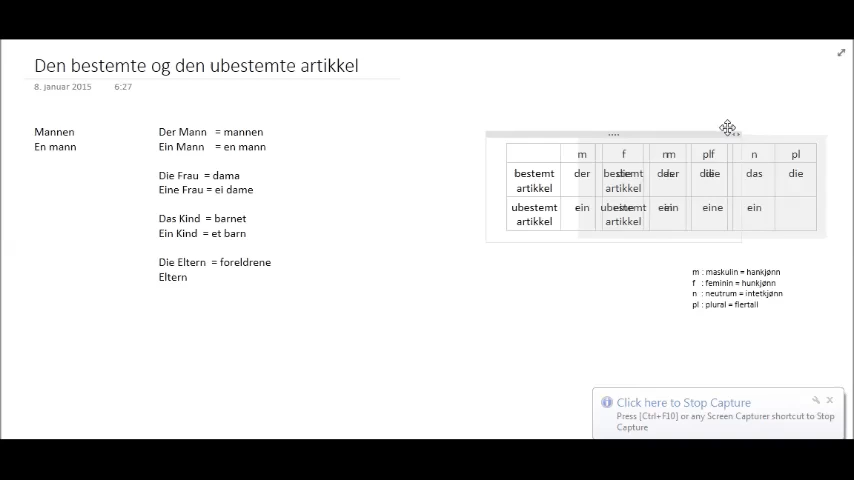 Den bestemte og den ubestemte artikkel
8. januar 2015 6:27
Mannen
En mann
Der Mann = mannen
Ein Mann = en mann
Die Frau = dama
Eine Frau = ei dame
Das Kind = barnet
Ein Kind = et barn
Die Eltern = foreldrene
Eltern
m f n pl
bestemt artikkel der die das die
ubestemt artikkel ein eine ein
m : maskulin = hankjønn
f : feminin = hunkjønn
n : neutrum = intetkjønn
pl : plural = flertall
Click here to Stop Capture
Press [Ctrl+F10] or any Screen Capturer shortcut to Stop
Capture